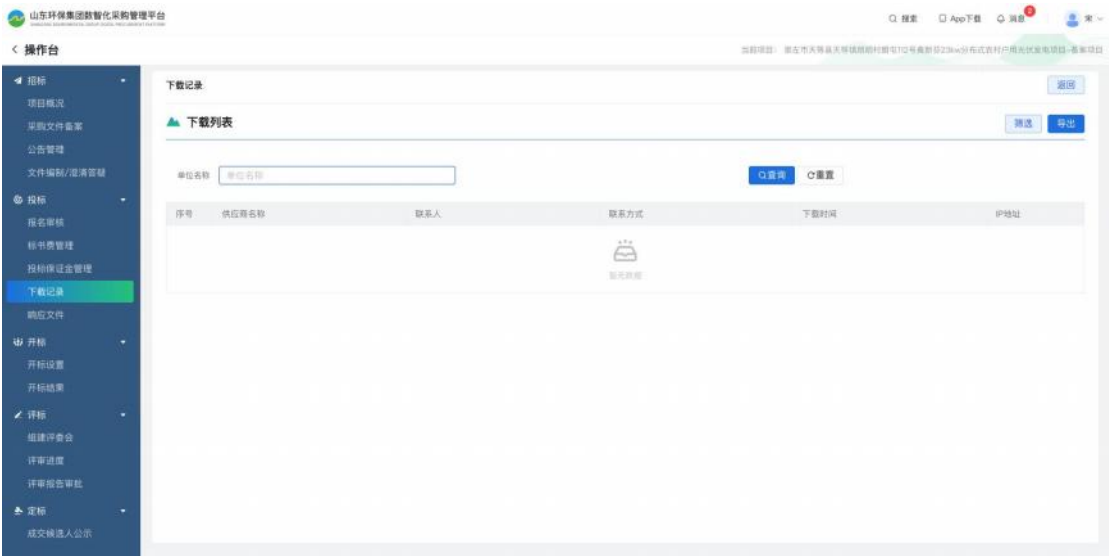 山东环保集团数智化采购管理平台
搜索 App下载 消息 2 宋
操作台
当前项目:
招标
项目概况
采购文件备案
公告管理
文件编制/澄清答疑
投标
报名审核
标书费管理
投标保证金管理
下载记录
响应文件
开标
开标设置
开标结果
评标
组建评委会
评审进度
评审报告审批
定标
成交候选人公示
下载记录 返回
下载列表 筛选 导出
单位名称 单位名称 查询 重置
序号 供应商名称 联系人 联系方式 下载时间 IP地址
暂无数据